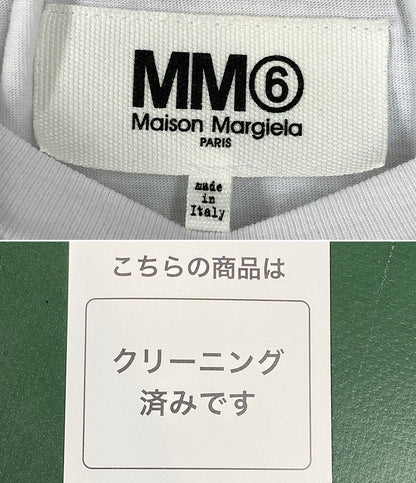 MM⑥
Maison Margiela
PARIS
made
in
Italy
こちらの商品は
クリーニング
済みです